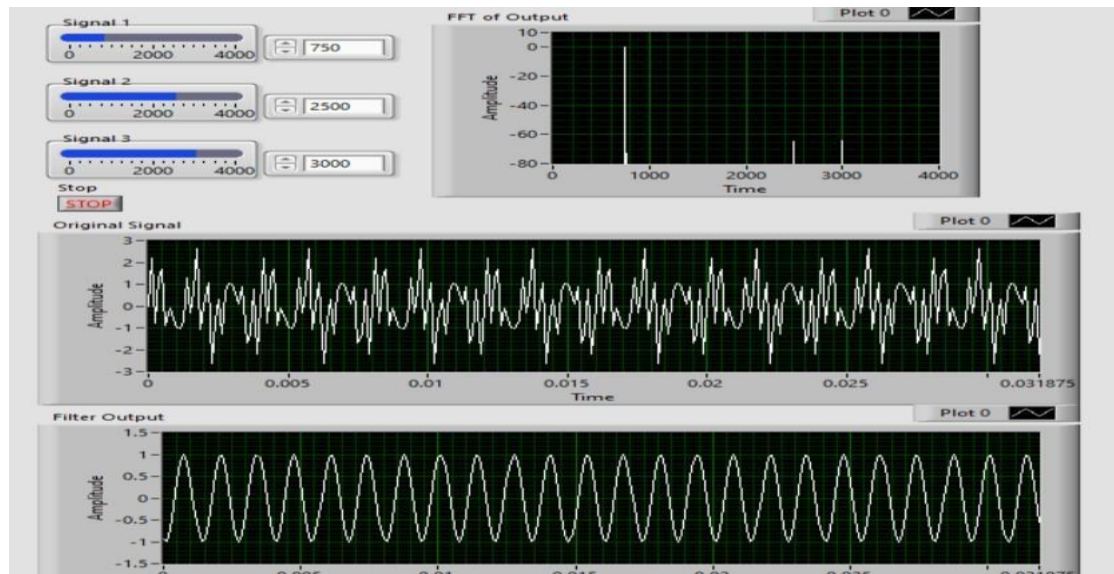 Signal 1
0 2000 4000
750
Signal 2
0 2000 4000
2500
Signal 3
0 2000 4000
3000
Stop
STOP
FFT of Output
Plot 0
10
0
-20
-40
-60
-80
Amplitude
0 1000 2000 3000 4000
Time
Original Signal
Plot 0
3
2
1
0
-1
-2
-3
Amplitude
0 0.005 0.01 0.015 0.02 0.025 0.031875
Time
Filter Output
Plot 0
1.5
1
0.5
0
-0.5
-1
-1.5
Amplitude